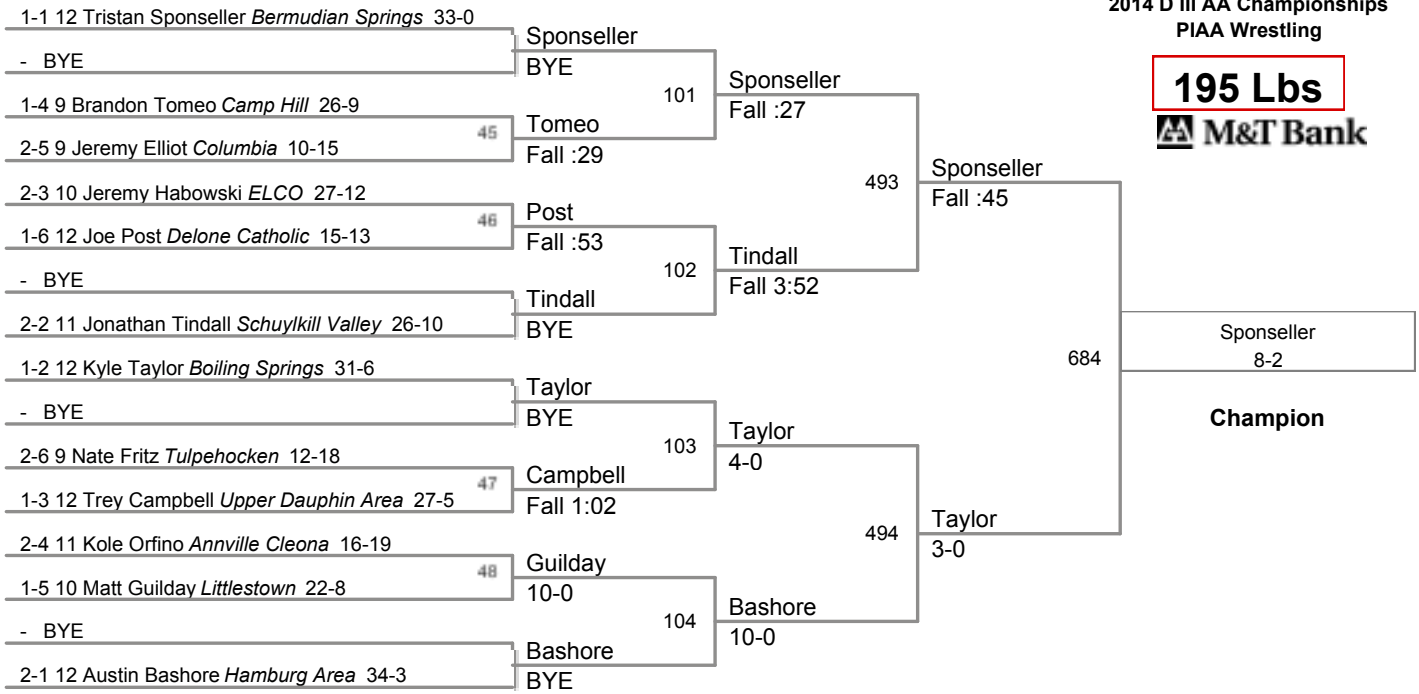 2014 D III AA Championships
PIAA Wrestling
195 Lbs
M&T Bank
1-1 12 Tristan Sponseller Bermudian Springs 33-0
- BYE
1-4 9 Brandon Tomeo Camp Hill 26-9
2-5 9 Jeremy Elliot Columbia 10-15
2-3 10 Jeremy Habowski ELCO 27-12
1-6 12 Joe Post Delone Catholic 15-13
- BYE
2-2 11 Jonathan Tindall Schuylkill Valley 26-10
1-2 12 Kyle Taylor Boiling Springs 31-6
- BYE
2-6 9 Nate Fritz Tulpehocken 12-18
1-3 12 Trey Campbell Upper Dauphin Area 27-5
2-4 11 Kole Orfino Annville Cleona 16-19
1-5 10 Matt Guilday Littlestown 22-8
- BYE
2-1 12 Austin Bashore Hamburg Area 34-3
45
46
47
48
Sponseller
BYE
Tomeo
Fall :29
Post
Fall :53
Tindall
BYE
Taylor
BYE
Campbell
Fall 1:02
Guilday
10-0
Bashore
BYE
101
102
103
104
Sponseller
Fall :27
Tindall
Fall 3:52
Taylor
4-0
Bashore
10-0
493
494
Sponseller
Fall :45
Taylor
3-0
684
Sponseller
8-2
Champion